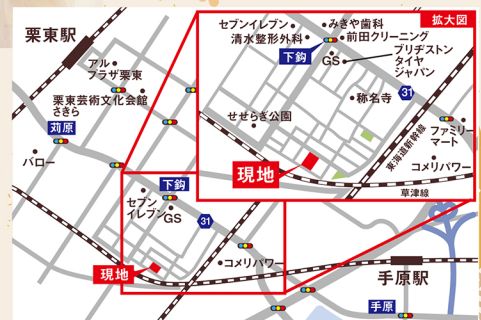 拡大図
セブンイレブン
みきや歯科
清水整形外科
前田クリーニング
下鈎
GS
ブリヂストン
タイヤ
ジャパン
称名寺
31
せせらぎ公園
ファミリー
マート
東海道新幹線
コメリパワー
現地
草津線
栗東駅
アル
プラザ栗東
栗東芸術文化会館
さきら
苅原
バロー
下鈎
セブン
イレブン
GS
31
コメリパワー
現地
手原駅
手原